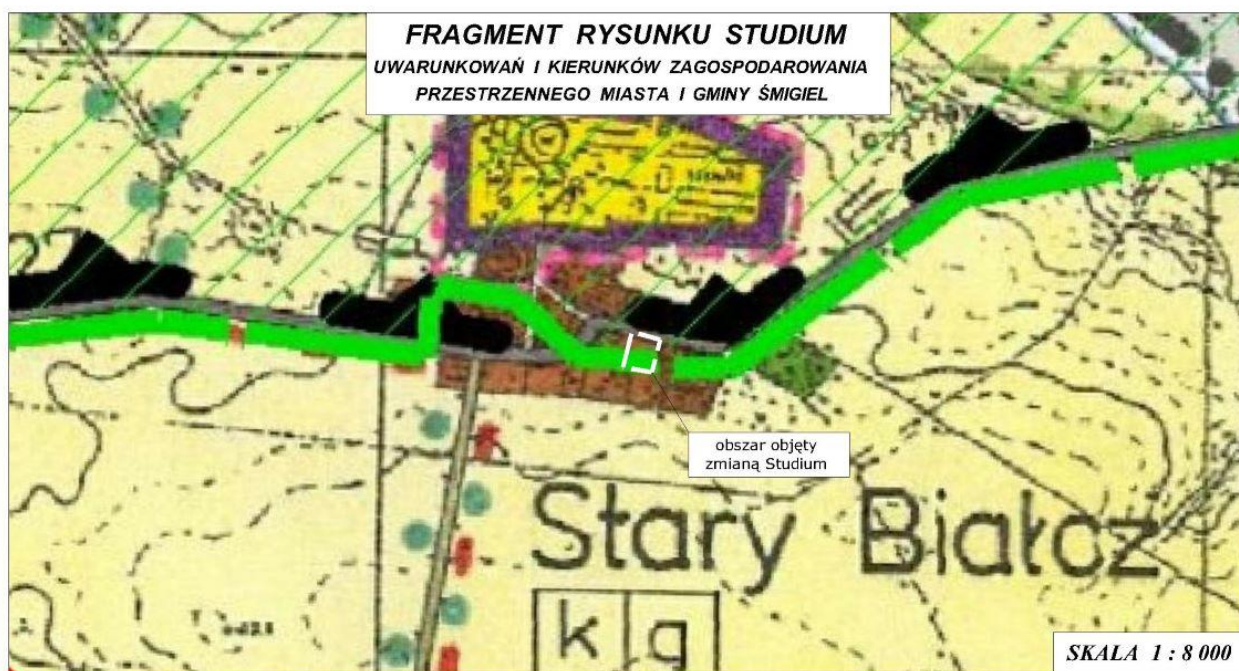 FRAGMENT RYSUNKU STUDIUM
UWARUNKOWAŃ I KIERUNKÓW ZAGOSPODAROWANIA
PRZESTRZENNEGO MIASTA I GMINY ŚMIGIEL
obszar objęty
zmianą Studium
Stary Białcz
k g
SKALA 1 : 8 000